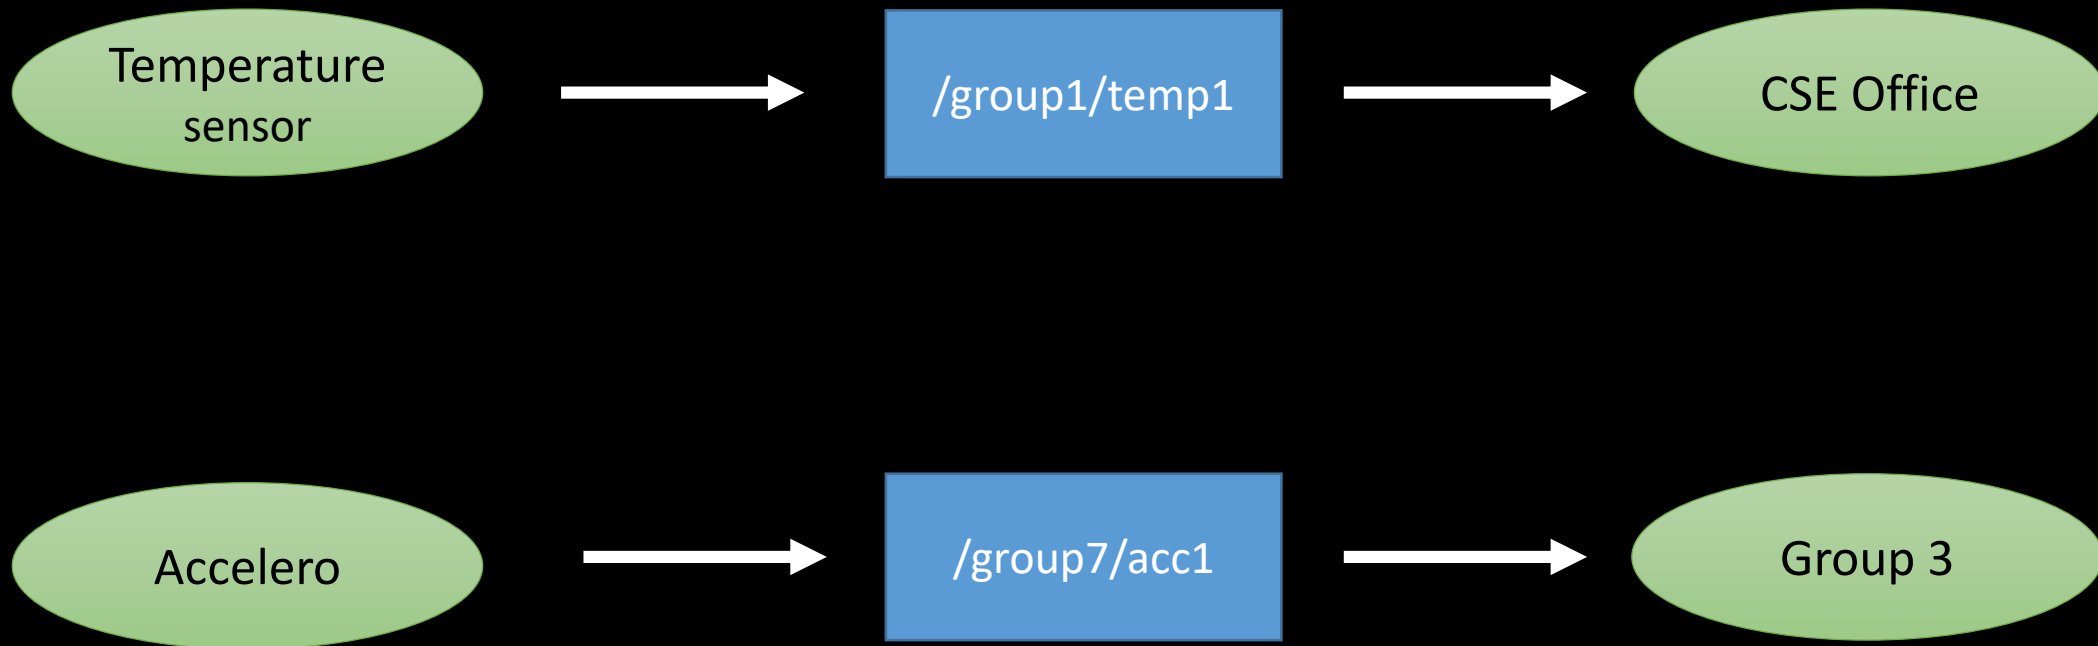 Temperature
sensor
/group1/temp1
CSE Office
Accelero
/group7/acc1
Group 3